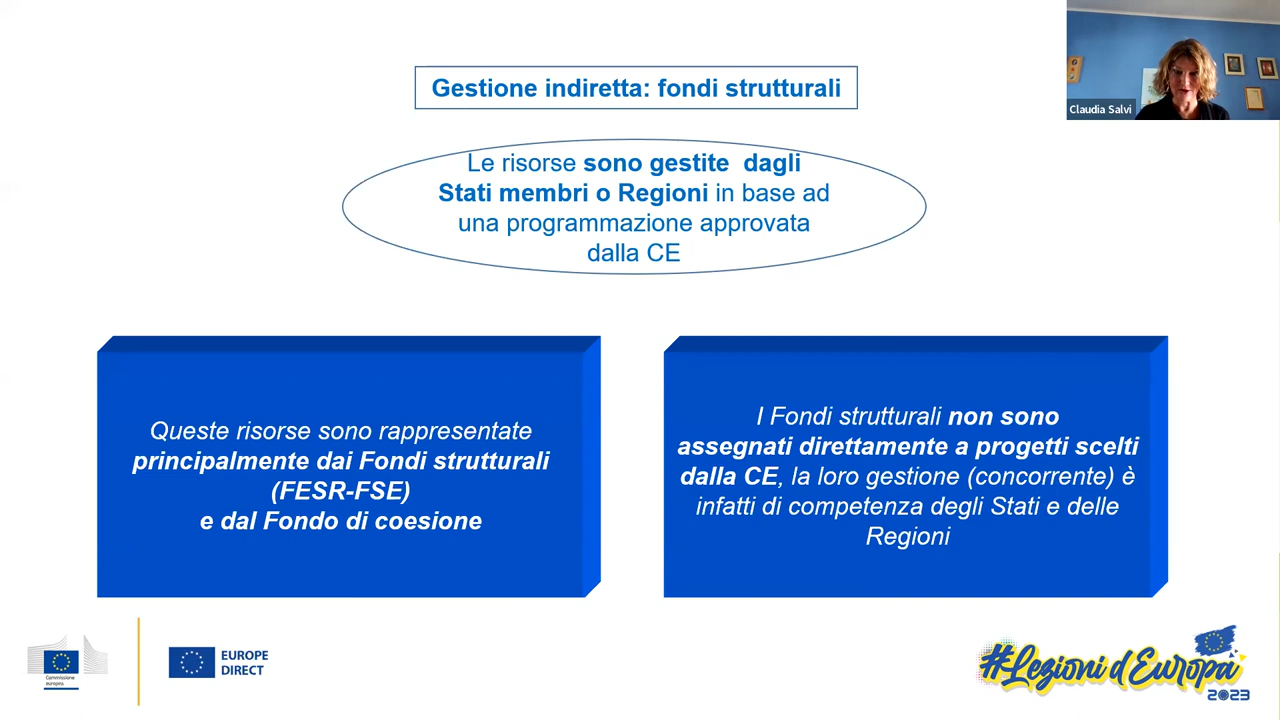 Gestione indiretta: fondi strutturali
Claudia Salvi
Le risorse sono gestite dagli
Stati membri o Regioni in base ad
una programmazione approvata
dalla CE
Queste risorse sono rappresentate
principalmente dai Fondi strutturali
(FESR-FSE)
e dal Fondo di coesione
I Fondi strutturali non sono
assegnati direttamente a progetti scelti
dalla CE, la loro gestione (concorrente) è
infatti di competenza degli Stati e delle
Regioni
Commissione
europea
EUROPE
DIRECT
#Lezioni d'Europa
2023